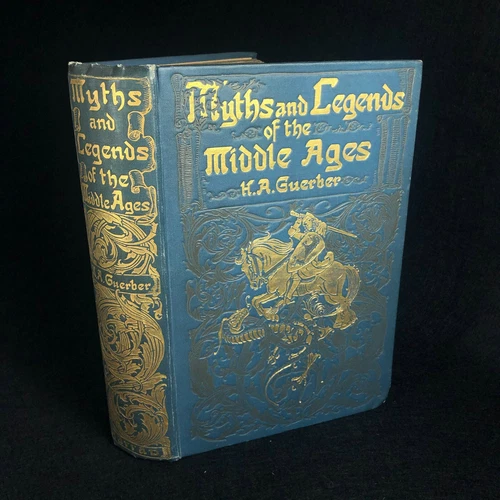 Myths
and
Legends
of the
Middle Ages
H.A. Guerber
Myths and Legends
of the
Middle Ages
H.A. Guerber